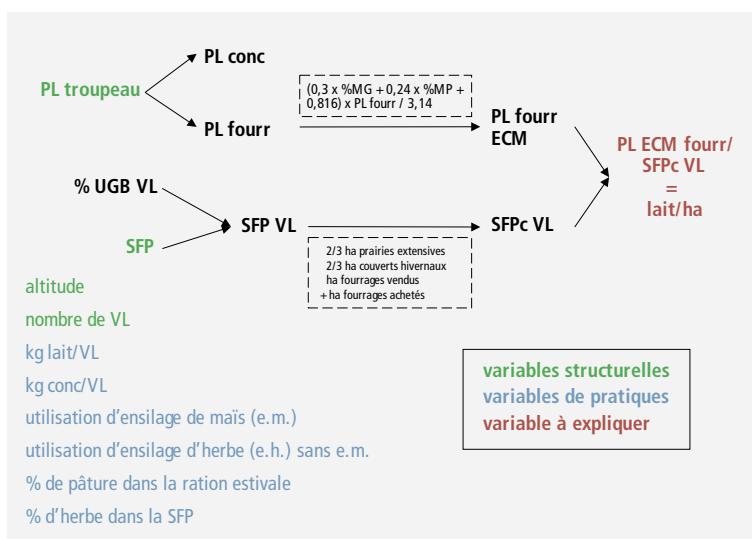 PL troupeau
PL conc
PL fourr
(0,3 x %MG + 0,24 x %MP +
0,816) x PL fourr / 3,14
PL fourr
ECM
PL ECM fourr/
SFPc VL
=
lait/ha
% UGB VL
SFP
SFP VL
SFPc VL
2/3 ha prairies extensives
2/3 ha couverts hivernaux
ha fourrages vendus
+ ha fourrages achetés
altitude
nombre de VL
kg lait/VL
kg conc/VL
utilisation d'ensilage de maïs (e.m.)
utilisation d'ensilage d'herbe (e.h.) sans e.m.
% de pâture dans la ration estivale
% d'herbe dans la SFP
variables structurelles
variables de pratiques
variable à expliquer